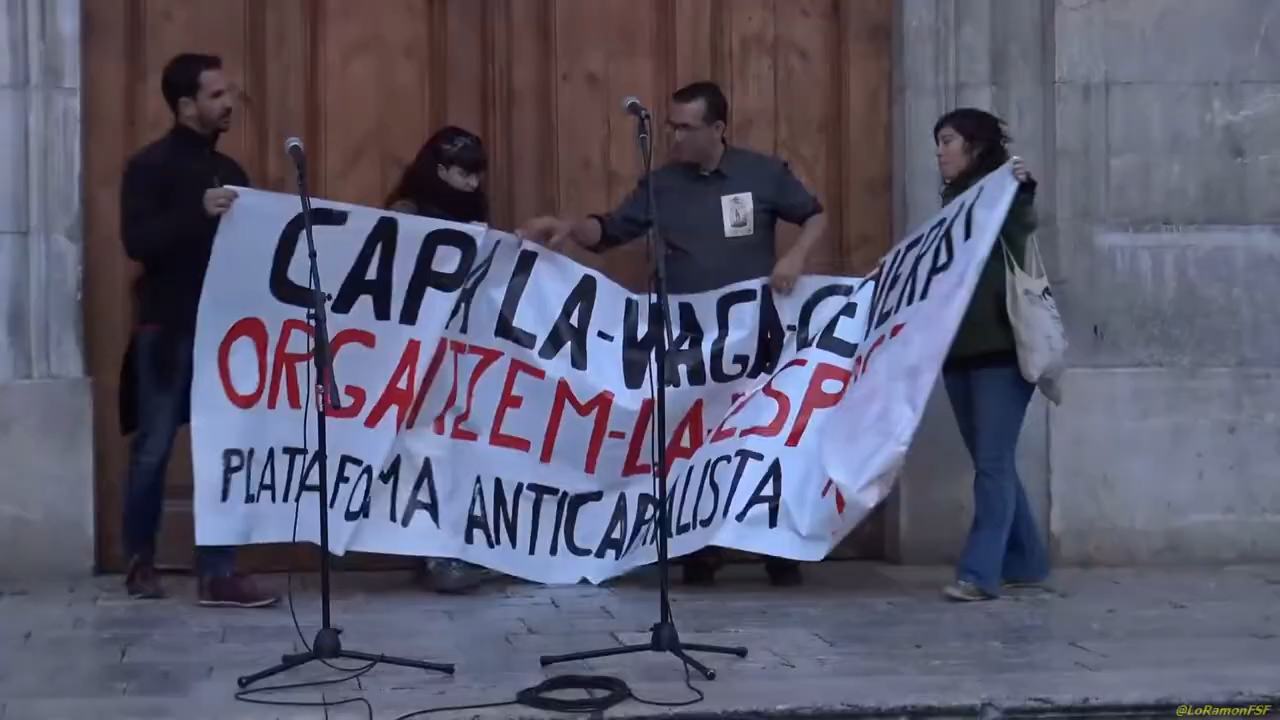 CAP A LA-VAGA-GENERAL!
ORGANITZEM-LA
PLATAFORMA ANTICAPITALISTA
@LoRamonFSF